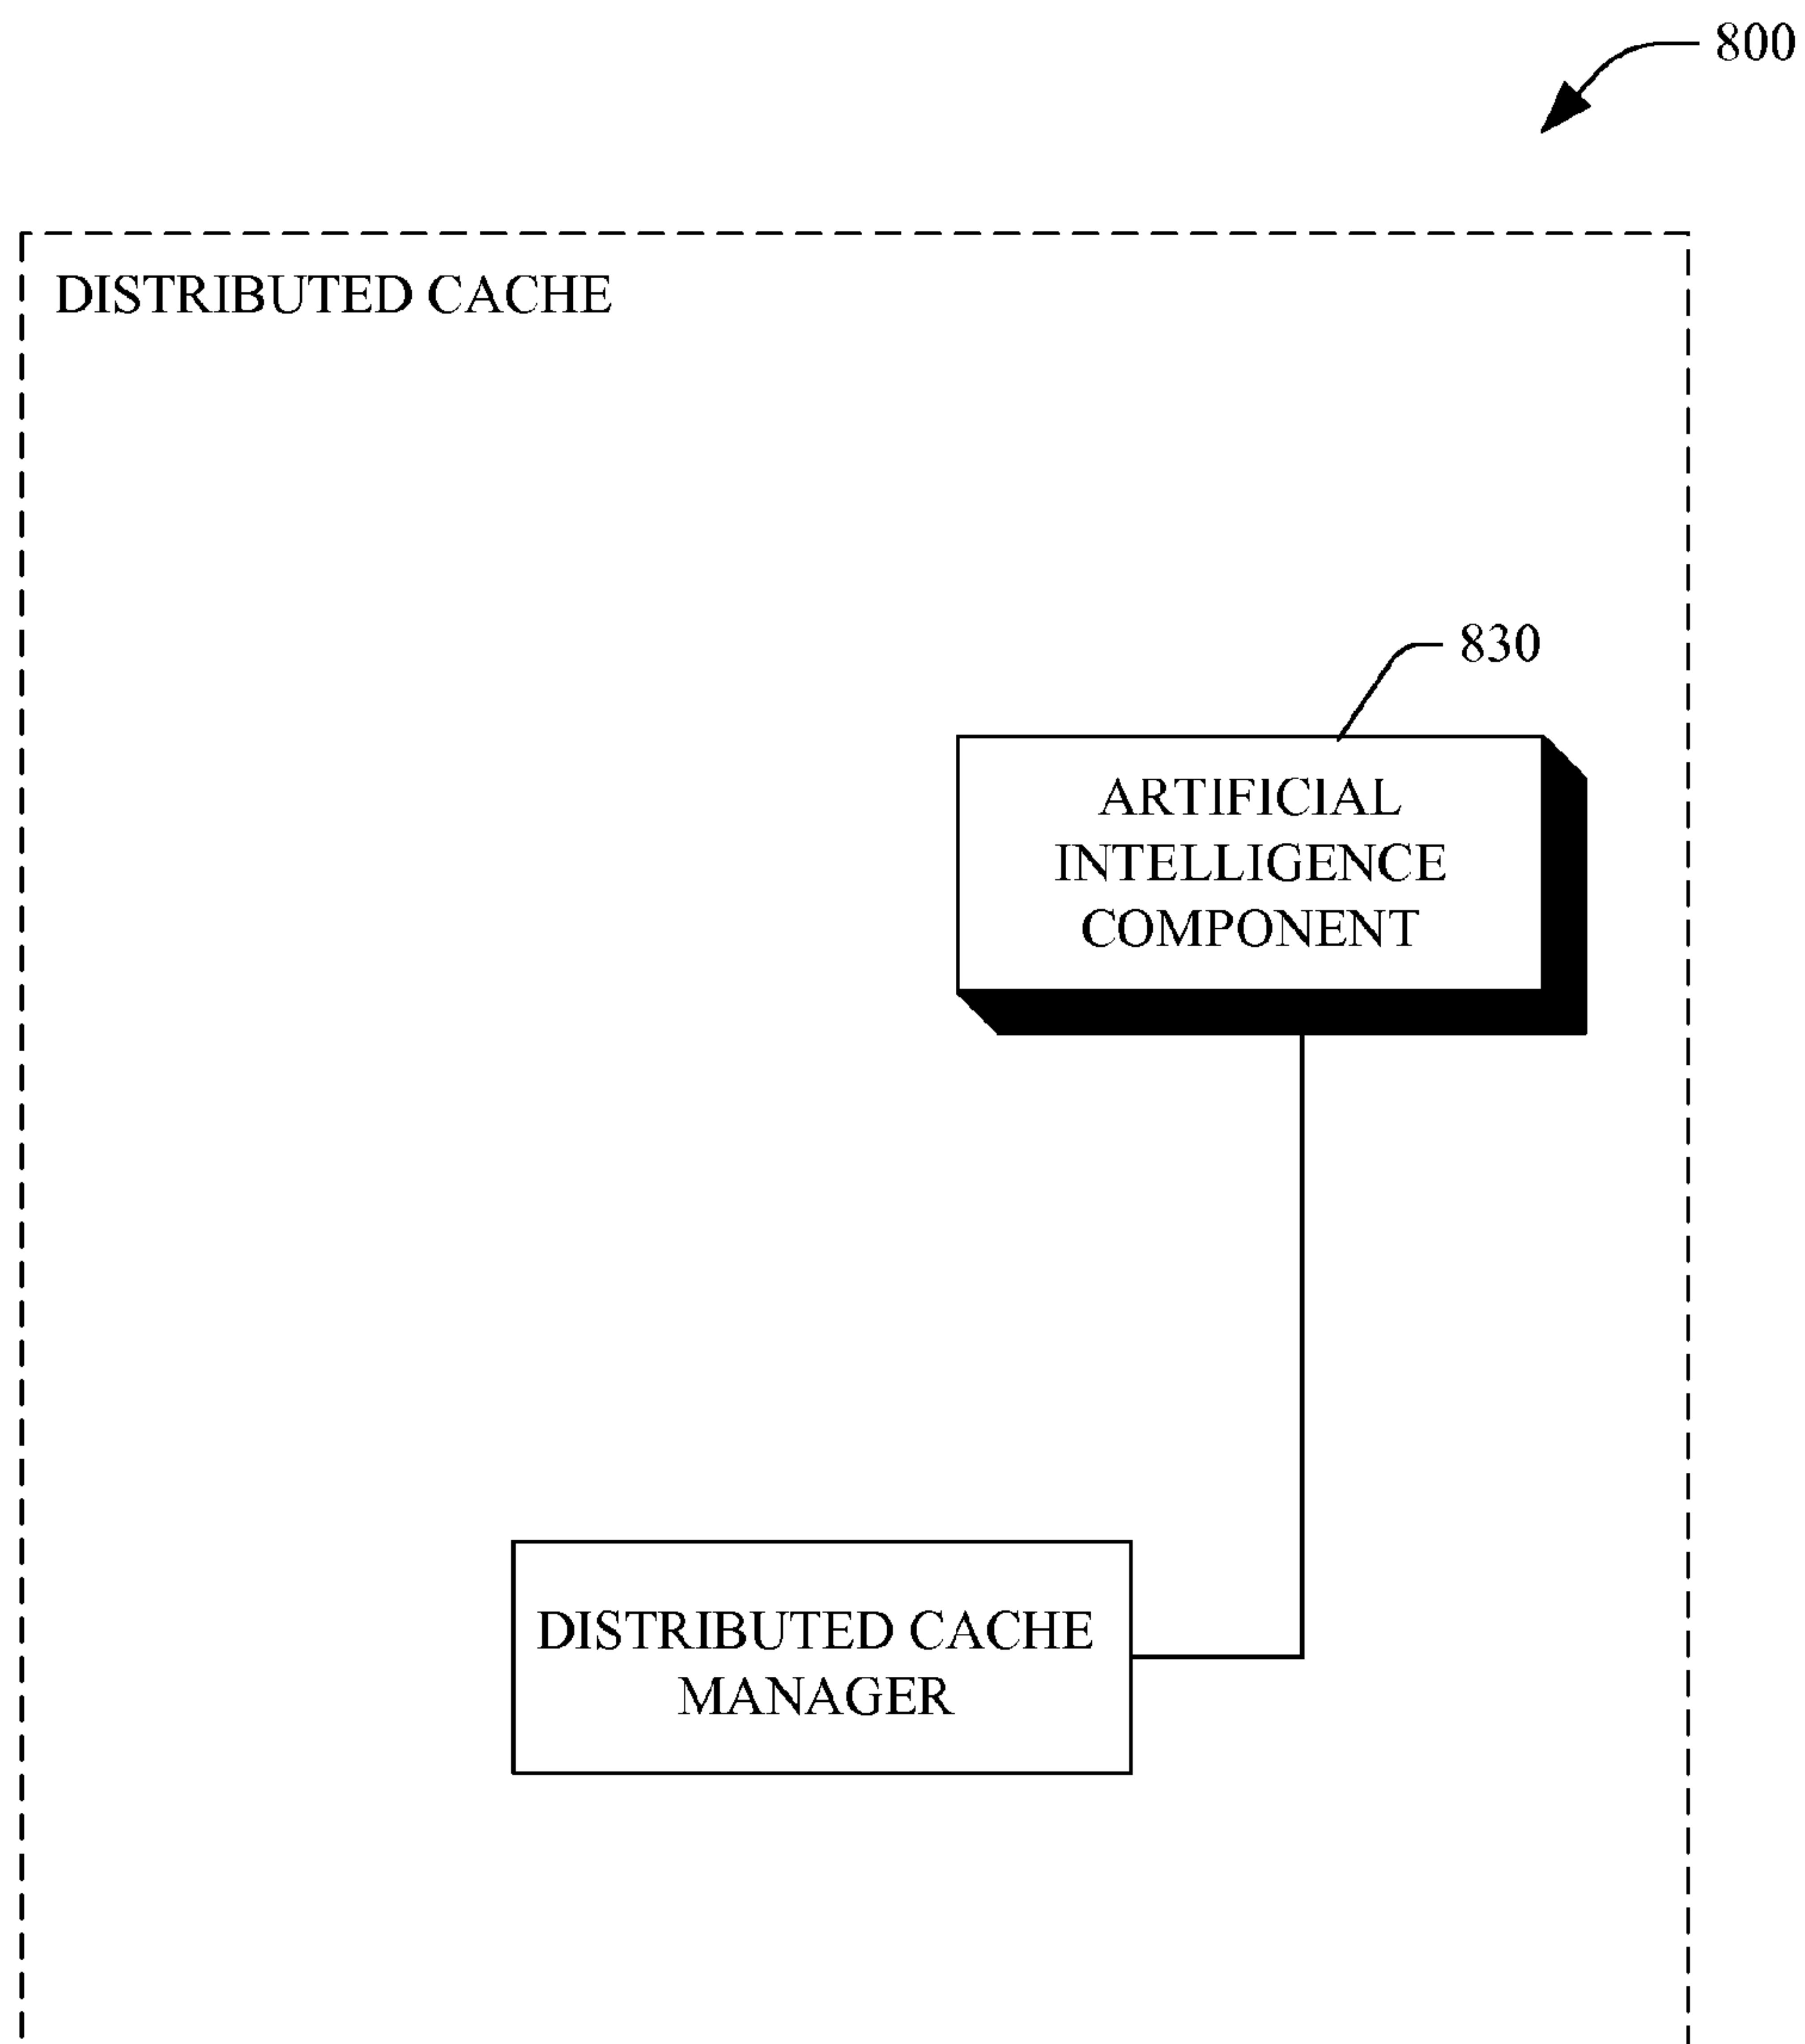 800
DISTRIBUTED CACHE
830
ARTIFICIAL
INTELLIGENCE
COMPONENT
DISTRIBUTED CACHE
MANAGER